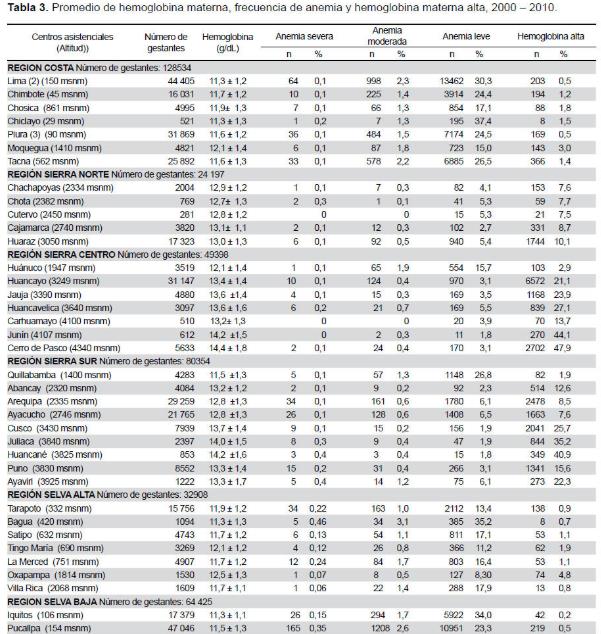 Tabla 3. Promedio de hemoglobina materna, frecuencia de anemia y hemoglobina materna alta, 2000 – 2010.
Centros asistenciales (Altitud)) Número de gestantes Hemoglobina (g/dL) Anemia severa Anemia moderada Anemia leve Hemoglobina alta
n % n % n % n %
REGION COSTA Número de gestantes: 128534
Lima (2) (150 msnm) 44 405 11,3 ± 1,2 64 0,1 998 2,3 13462 30,3 203 0,5
Chimbote (45 msnm) 16 031 11,7 ± 1,2 10 0,1 225 1,4 3914 24,4 194 1,2
Chosica (861 msnm) 4995 11,9± 1,3 7 0,1 66 1,3 854 17,1 88 1,8
Chiclayo (29 msnm) 521 11,3 ± 1,3 1 0,2 7 1,3 195 37,4 8 1,5
Piura (3) (90 msnm) 31 869 11,6 ± 1,2 36 0,1 484 1,5 7174 24,5 169 0,5
Moquegua (1410 msnm) 4821 12,1 ± 1,4 6 0,1 87 1,8 723 15,0 143 3,0
Tacna (562 msnm) 25 892 11,6 ± 1,3 33 0,1 578 2,2 6885 26,5 366 1,4
REGIÓN SIERRA NORTE Número de gestantes: 24 197
Chachapoyas (2334 msnm) 2004 12,9 ± 1,2 1 0,1 7 0,3 82 4,1 153 7,6
Chota (2382 msnm) 769 12,7± 1,3 2 0,3 1 0,1 41 5,3 59 7,7
Cutervo (2450 msnm) 281 12,8 ± 1,2 0 0 15 5,3 21 7,5
Cajamarca (2740 msnm) 3820 13,1± 1,1 2 0,1 12 0,3 102 2,7 331 8,7
Huaraz (3050 msnm) 17 323 13,0 ± 1,3 6 0,1 92 0,5 940 5,4 1744 10,1
REGIÓN SIERRA CENTRO Número de gestantes: 49398
Huánuco (1947 msnm) 3519 12,1 ± 1,4 1 0,1 65 1,9 554 15,7 103 2,9
Huancayo (3249 msnm) 31 147 13,4 ± 1,4 10 0,1 124 0,4 970 3,1 6572 21,1
Jauja (3390 msnm) 4880 13,6 ±1,4 4 0,1 15 0,3 169 3,5 1168 23,9
Huancavelica (3640 msnm) 3097 13,6 ± 1,6 6 0,2 21 0,7 169 5,5 839 27,1
Carhuamayo (4100 msnm) 510 13,2± 1,3 0 0 20 3,9 70 13,7
Junín (4107 msnm) 612 14,2 ±1,5 0 2 0,3 11 1,8 270 44,1
Cerro de Pasco (4340 msnm) 5633 14,4 ± 1,8 2 0,1 24 0,4 170 3,1 2702 47,9
REGIÓN SIERRA SUR Número de gestantes: 80354
Quillabamba (1400 msnm) 4283 11,5 ±1,3 5 0,1 57 1,3 1148 26,8 82 1,9
Abancay (2320 msnm) 4084 13,2 ± 1,2 2 0,1 9 0,2 92 2,3 514 12,6
Arequipa (2335 msnm) 29 259 12,8 ± 1,3 34 0,1 161 0,6 1780 6,1 2478 8,5
Ayacucho (2746 msnm) 21 765 12,8 ±1,3 26 0,1 128 0,6 1408 6,5 1663 7,6
Cusco (3430 msnm) 7939 13,7 ± 1,4 9 0,1 15 0,2 156 1,9 2041 25,7
Juliaca (3840 msnm) 2397 14,0 ± 1,5 8 0,3 9 0,4 47 1,9 844 35,2
Huancané (3825 msnm) 853 14,2 ± 1,6 3 0,4 3 0,4 18 2,1 349 40,9
Puno (3830 msnm) 8552 13,3 ± 1,4 15 0,2 31 0,4 266 3,1 1341 15,6
Ayaviri (3925 msnm) 1222 13,3 ± 1,7 5 0,4 14 1,2 75 6,1 273 22,3
REGIÓN SELVA ALTA Número de gestantes: 32908
Tarapoto (332 msnm) 15 756 11,9 ± 1,2 34 0,22 163 1,0 2112 13,4 138 0,9
Bagua (420 msnm) 1094 11,3 ± 1,3 5 0,46 34 3,1 385 35,2 8 0,7
Satipo (632 msnm) 4743 11,7 ± 1,2 6 0,13 54 1,1 811 17,1 53 1,1
Tingo María (690 msnm) 3269 12,1 ± 1,2 4 0,12 26 0,8 366 11,2 62 1,9
La Merced (751 msnm) 4907 11,7 ± 1,2 12 0,24 84 1,7 803 16,4 53 1,1
Oxapampa (1814 msnm) 1530 12,5 ± 1,3 1 0,07 8 0,5 127 8,30 74 4,8
Villa Rica (2068 msnm) 1609 11,7 ± 1,1 1 0,06 22 1,4 288 17,9 13 0,8
REGION SELVA BAJA Número de gestantes: 64 425
Iquitos (106 msnm) 17 379 11,3 ± 1,1 26 0,15 294 1,7 5922 34,0 42 0,2
Pucallpa (154 msnm) 47 046 11,5 ± 1,3 165 0,35 1208 2,6 10951 23,3 219 0,5